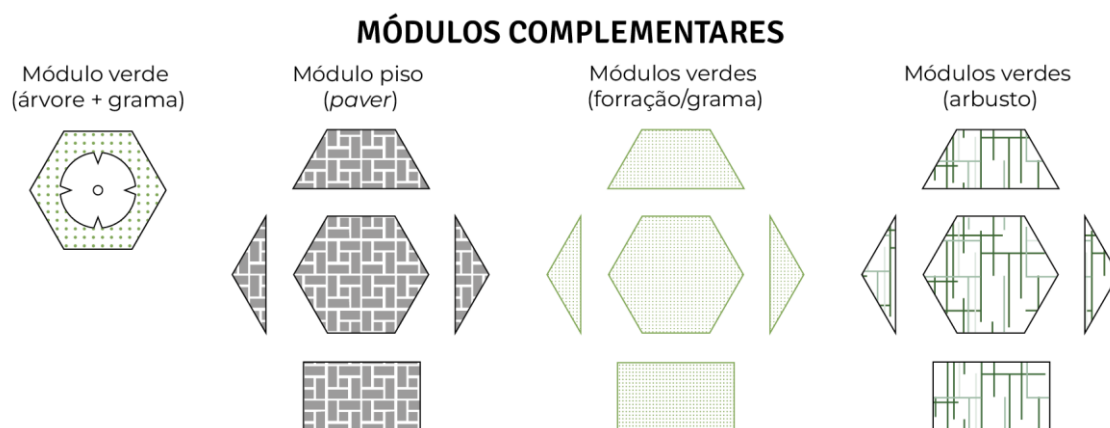 MÓDULOS COMPLEMENTARES
Módulo verde
(árvore + grama)
Módulo piso
(paver)
Módulos verdes
(forração/grama)
Módulos verdes
(arbusto)